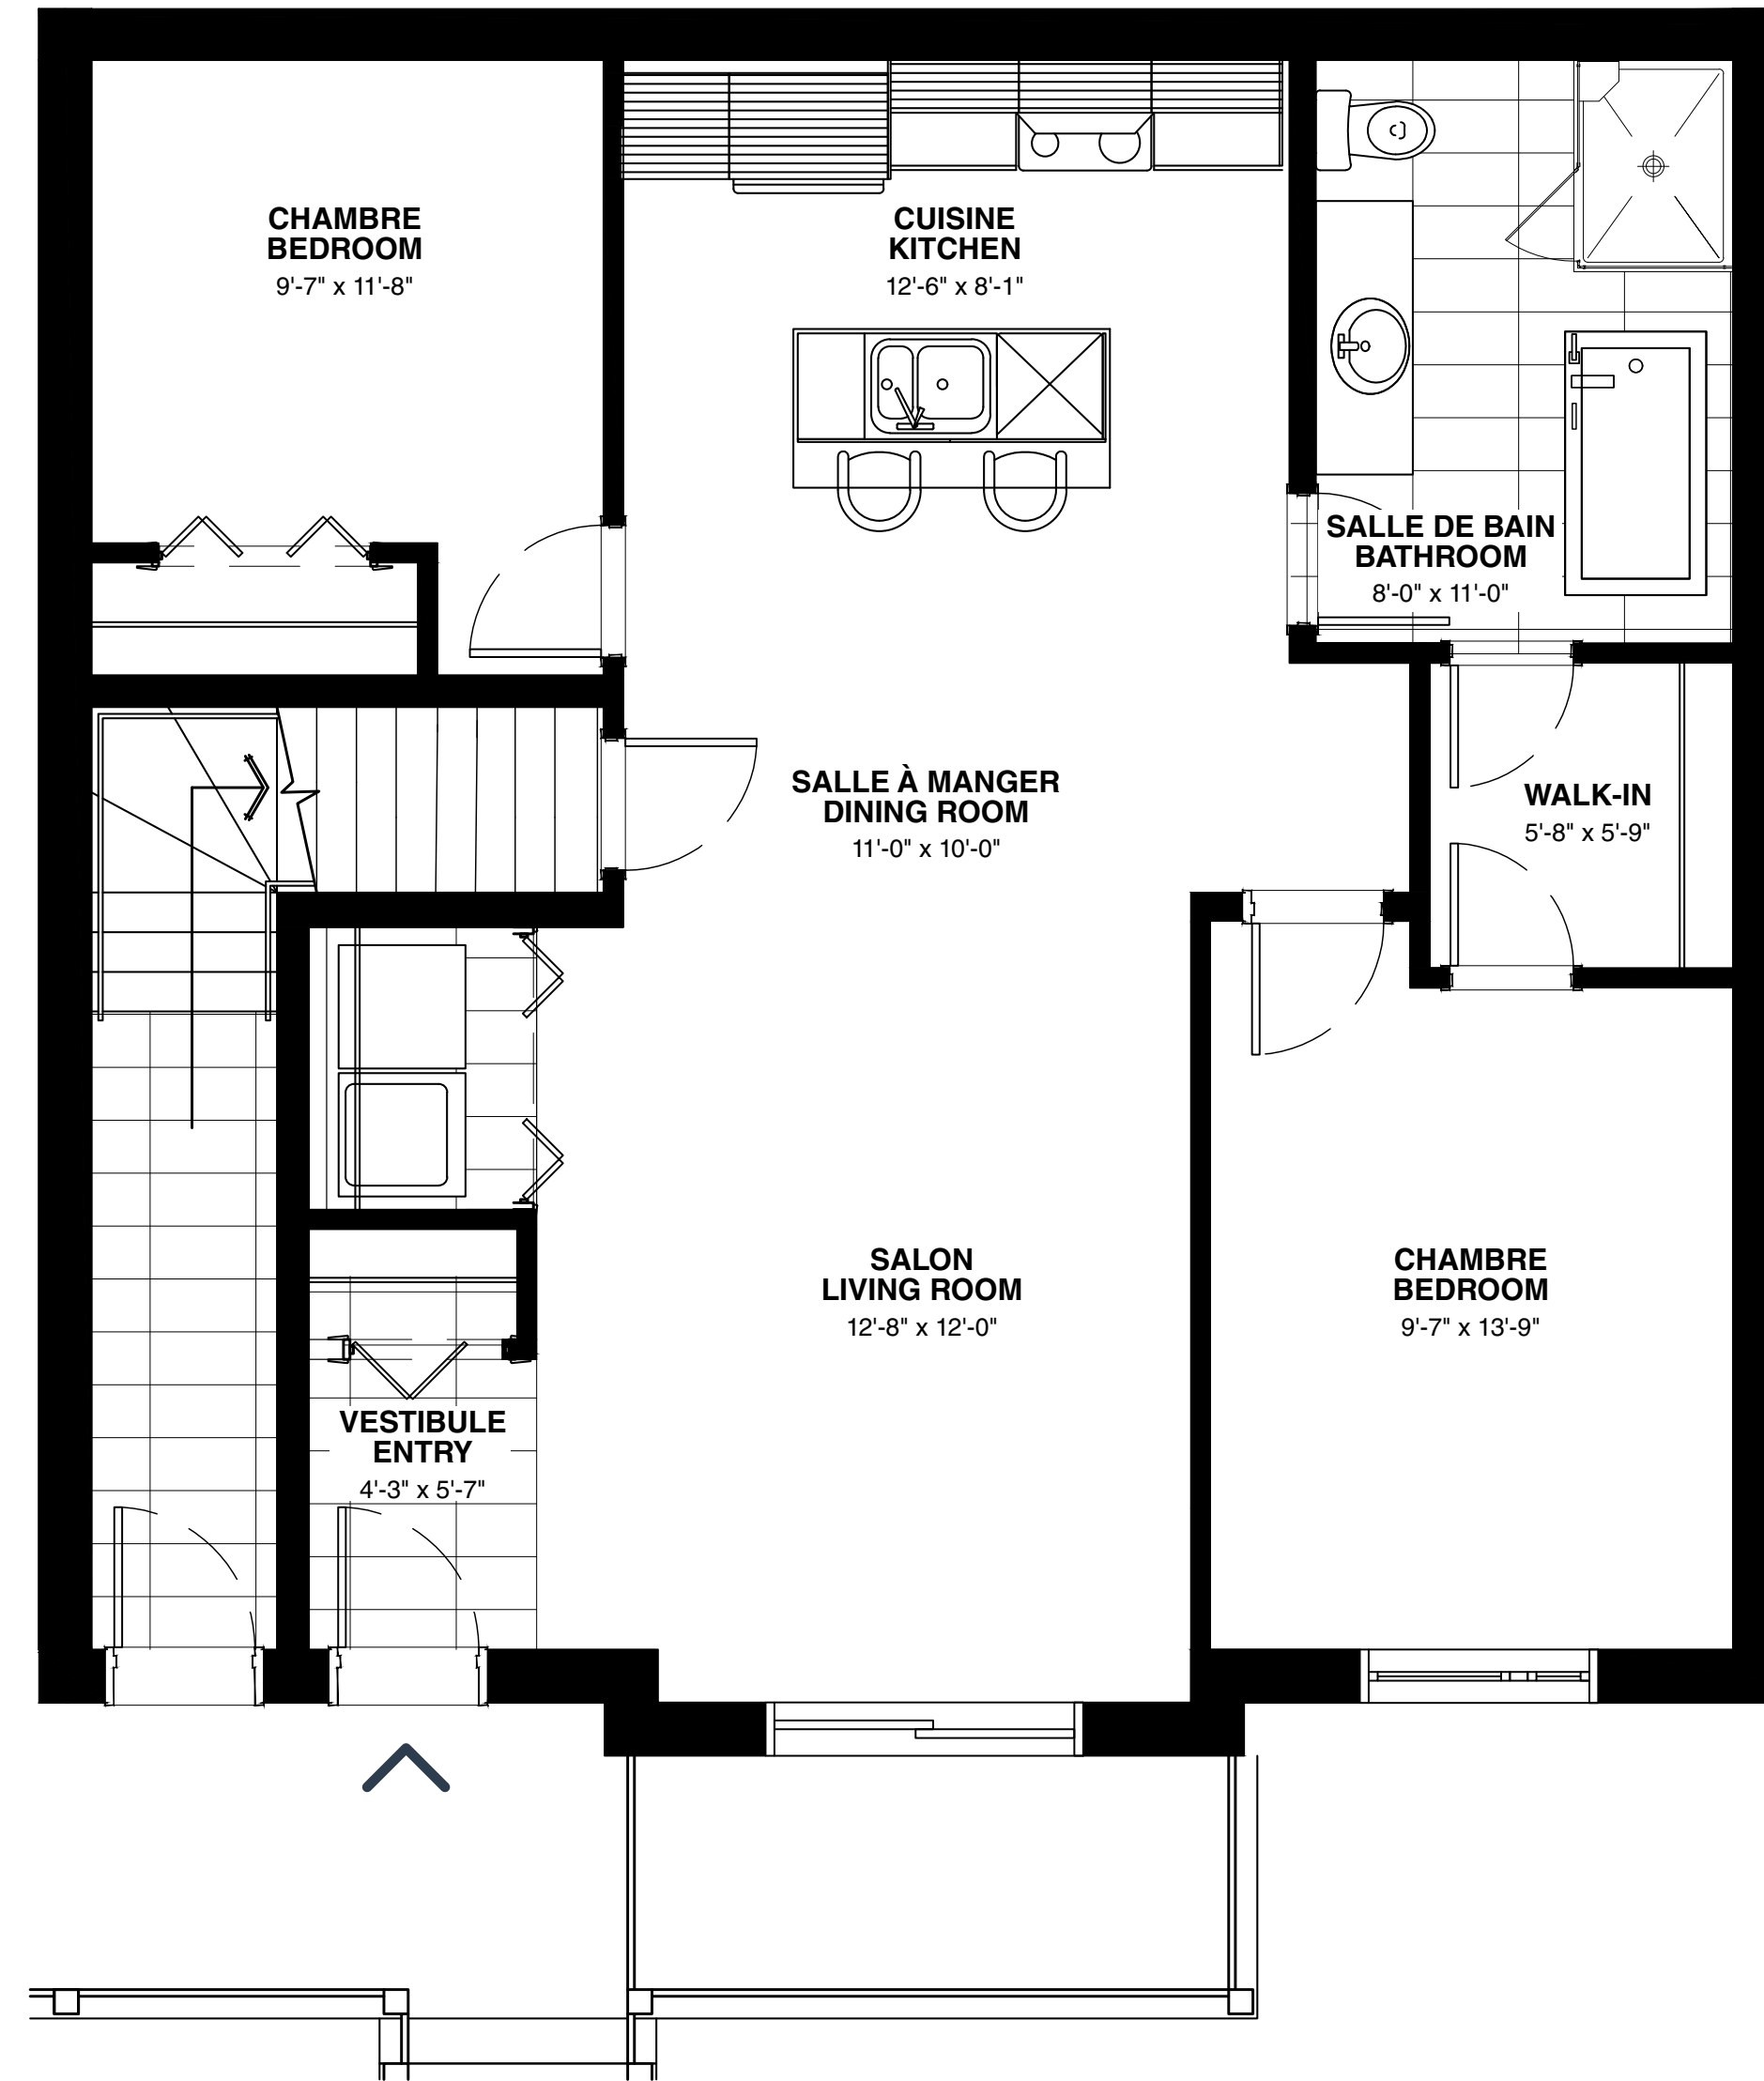 CHAMBRE
BEDROOM
9'-7" x 11'-8"
CUISINE
KITCHEN
12'-6" x 8'-1"
SALLE DE BAIN
BATHROOM
8'-0" x 11'-0"
SALLE À MANGER
DINING ROOM
11'-0" x 10'-0"
WALK-IN
5'-8" x 5'-9"
SALON
LIVING ROOM
12'-8" x 12'-0"
CHAMBRE
BEDROOM
9'-7" x 13'-9"
VESTIBULE
ENTRY
4'-3" x 5'-7"